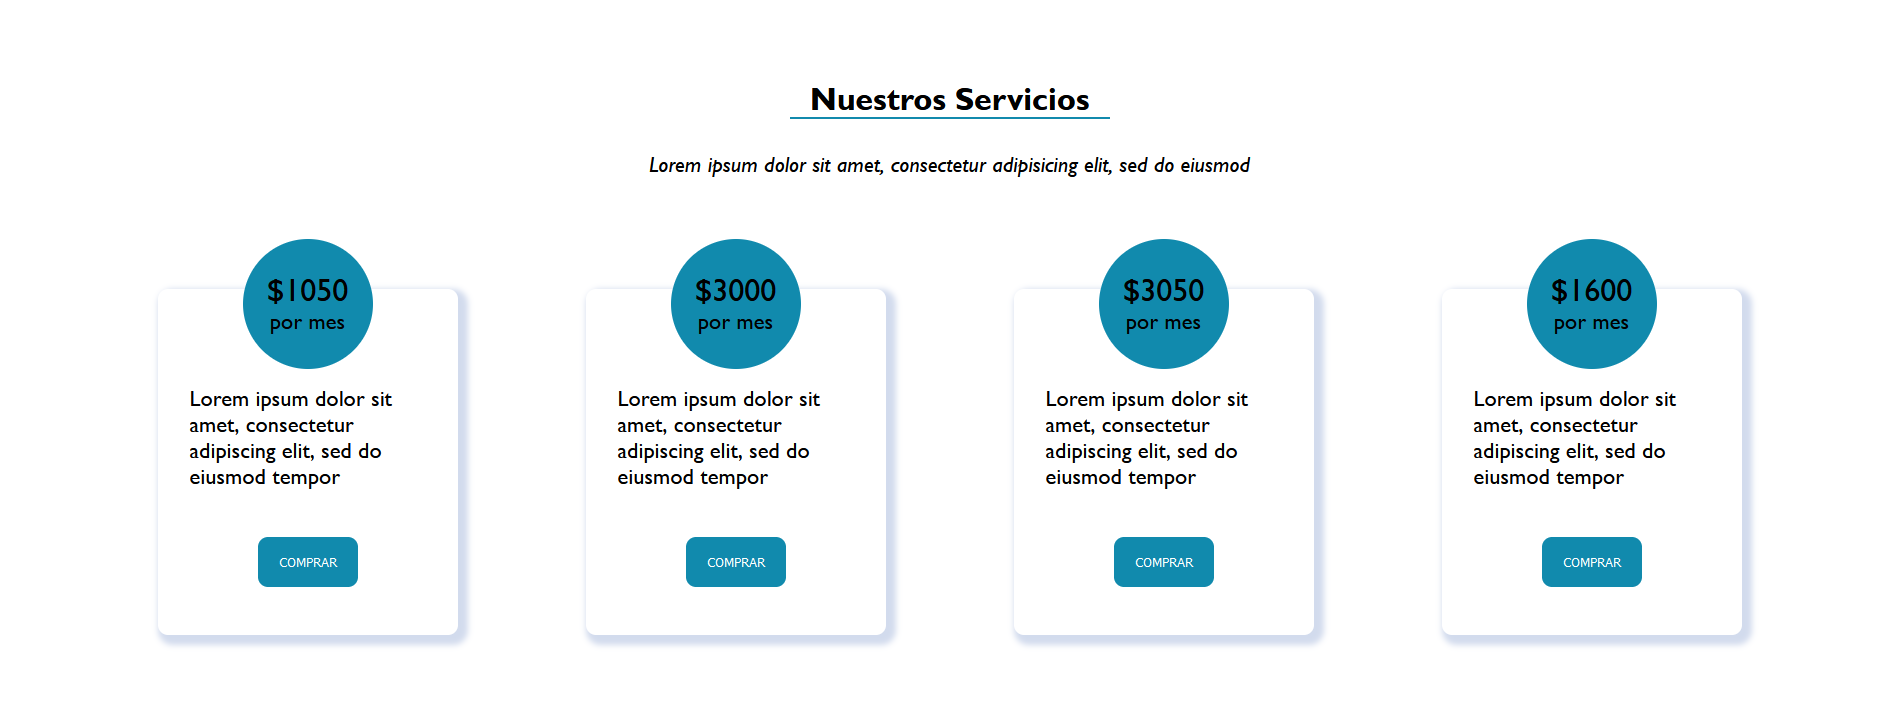 Nuestros Servicios
Lorem ipsum dolor sit amet, consectetur adipisicing elit, sed do eiusmod
$1050
por mes
Lorem ipsum dolor sit
amet, consectetur
adipiscing elit, sed do
eiusmod tempor
COMPRAR
$3000
por mes
Lorem ipsum dolor sit
amet, consectetur
adipiscing elit, sed do
eiusmod tempor
COMPRAR
$3050
por mes
Lorem ipsum dolor sit
amet, consectetur
adipiscing elit, sed do
eiusmod tempor
COMPRAR
$1600
por mes
Lorem ipsum dolor sit
amet, consectetur
adipiscing elit, sed do
eiusmod tempor
COMPRAR